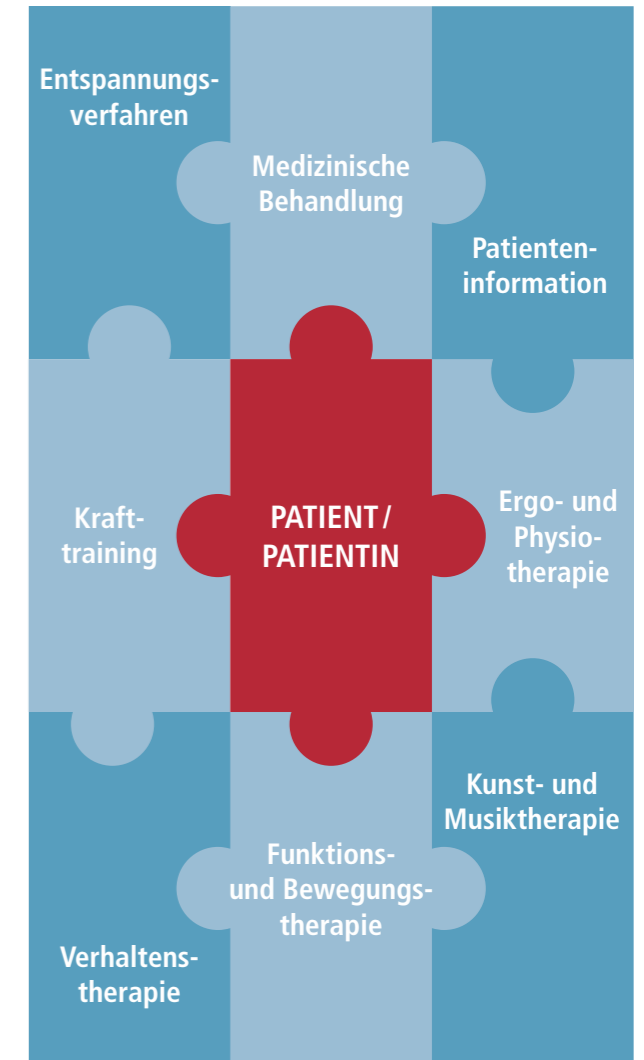 Entspannungs-
verfahren
Medizinische
Behandlung
Patienten-
information
Kraft-
training
PATIENT /
PATIENTIN
Ergo- und
Physio-
therapie
Kunst- und
Musiktherapie
Funktions-
und Bewegungs-
therapie
Verhaltens-
therapie